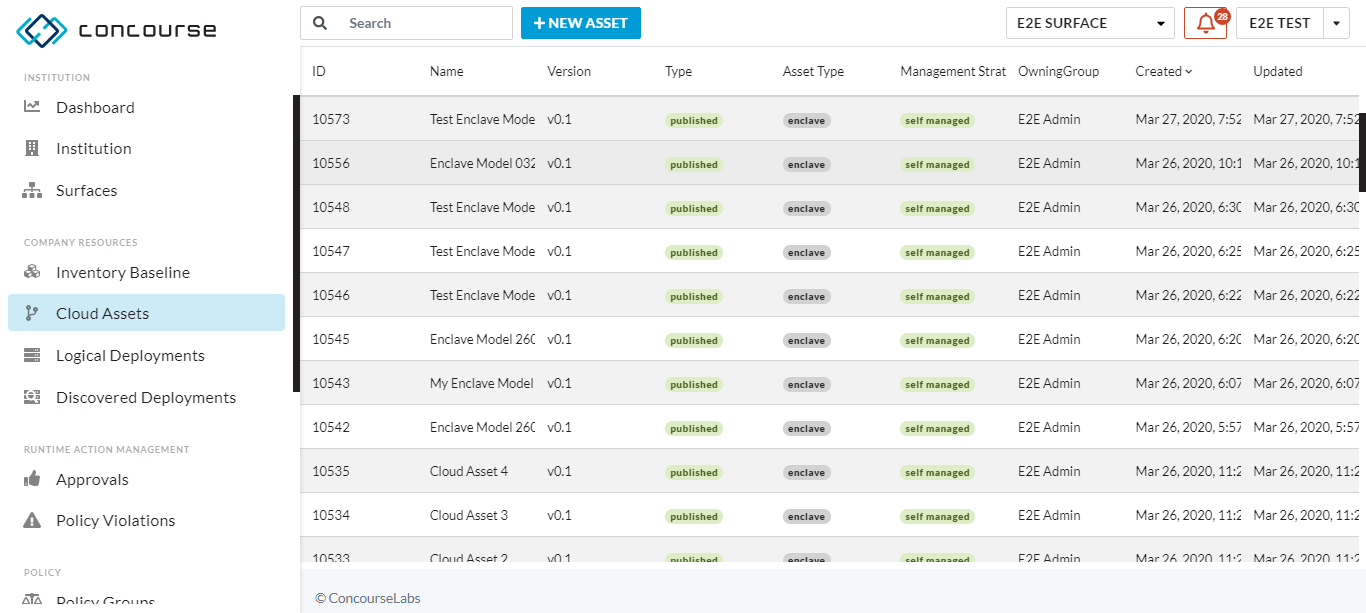 concourse
Search
+ NEW ASSET
E2E SURFACE
28
E2E TEST
INSTITUTION
Dashboard
Institution
Surfaces
COMPANY RESOURCES
Inventory Baseline
Cloud Assets
Logical Deployments
Discovered Deployments
RUNTIME ACTION MANAGEMENT
Approvals
Policy Violations
POLICY
Policy Groups
ID Name Version Type Asset Type Management Strat OwningGroup Created Updated
10573 Test Enclave Mode v0.1 published enclave self managed E2E Admin Mar 27, 2020, 7:52 Mar 27, 2020, 7:52
10556 Enclave Model 032 v0.1 published enclave self managed E2E Admin Mar 26, 2020, 10:1 Mar 26, 2020, 10:1
10548 Test Enclave Mode v0.1 published enclave self managed E2E Admin Mar 26, 2020, 6:30 Mar 26, 2020, 6:30
10547 Test Enclave Mode v0.1 published enclave self managed E2E Admin Mar 26, 2020, 6:25 Mar 26, 2020, 6:25
10546 Test Enclave Mode v0.1 published enclave self managed E2E Admin Mar 26, 2020, 6:22 Mar 26, 2020, 6:22
10545 Enclave Model 260 v0.1 published enclave self managed E2E Admin Mar 26, 2020, 6:20 Mar 26, 2020, 6:20
10543 My Enclave Model v0.1 published enclave self managed E2E Admin Mar 26, 2020, 6:07 Mar 26, 2020, 6:07
10542 Enclave Model 260 v0.1 published enclave self managed E2E Admin Mar 26, 2020, 5:57 Mar 26, 2020, 5:57
10535 Cloud Asset 4 v0.1 published enclave self managed E2E Admin Mar 26, 2020, 11:2 Mar 26, 2020, 11:2
10534 Cloud Asset 3 v0.1 published enclave self managed E2E Admin Mar 26, 2020, 11:2 Mar 26, 2020, 11:2
10533 Cloud Asset 2 v0.1 published enclave self managed E2E Admin Mar 26, 2020, 11:2 Mar 26, 2020, 11:2
© ConcourseLabs